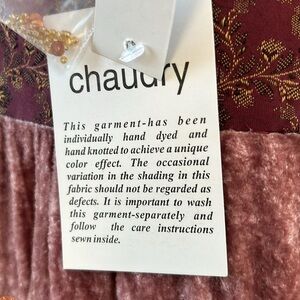 chaudry
This garment-has been
individually hand dyed and
hand knotted to achieve a unique
color effect. The occasional
variation in the shading in this
fabric should not be regarded as
defects. It is important to wash
this garment-separately and
follow the care instructions
sewn inside.